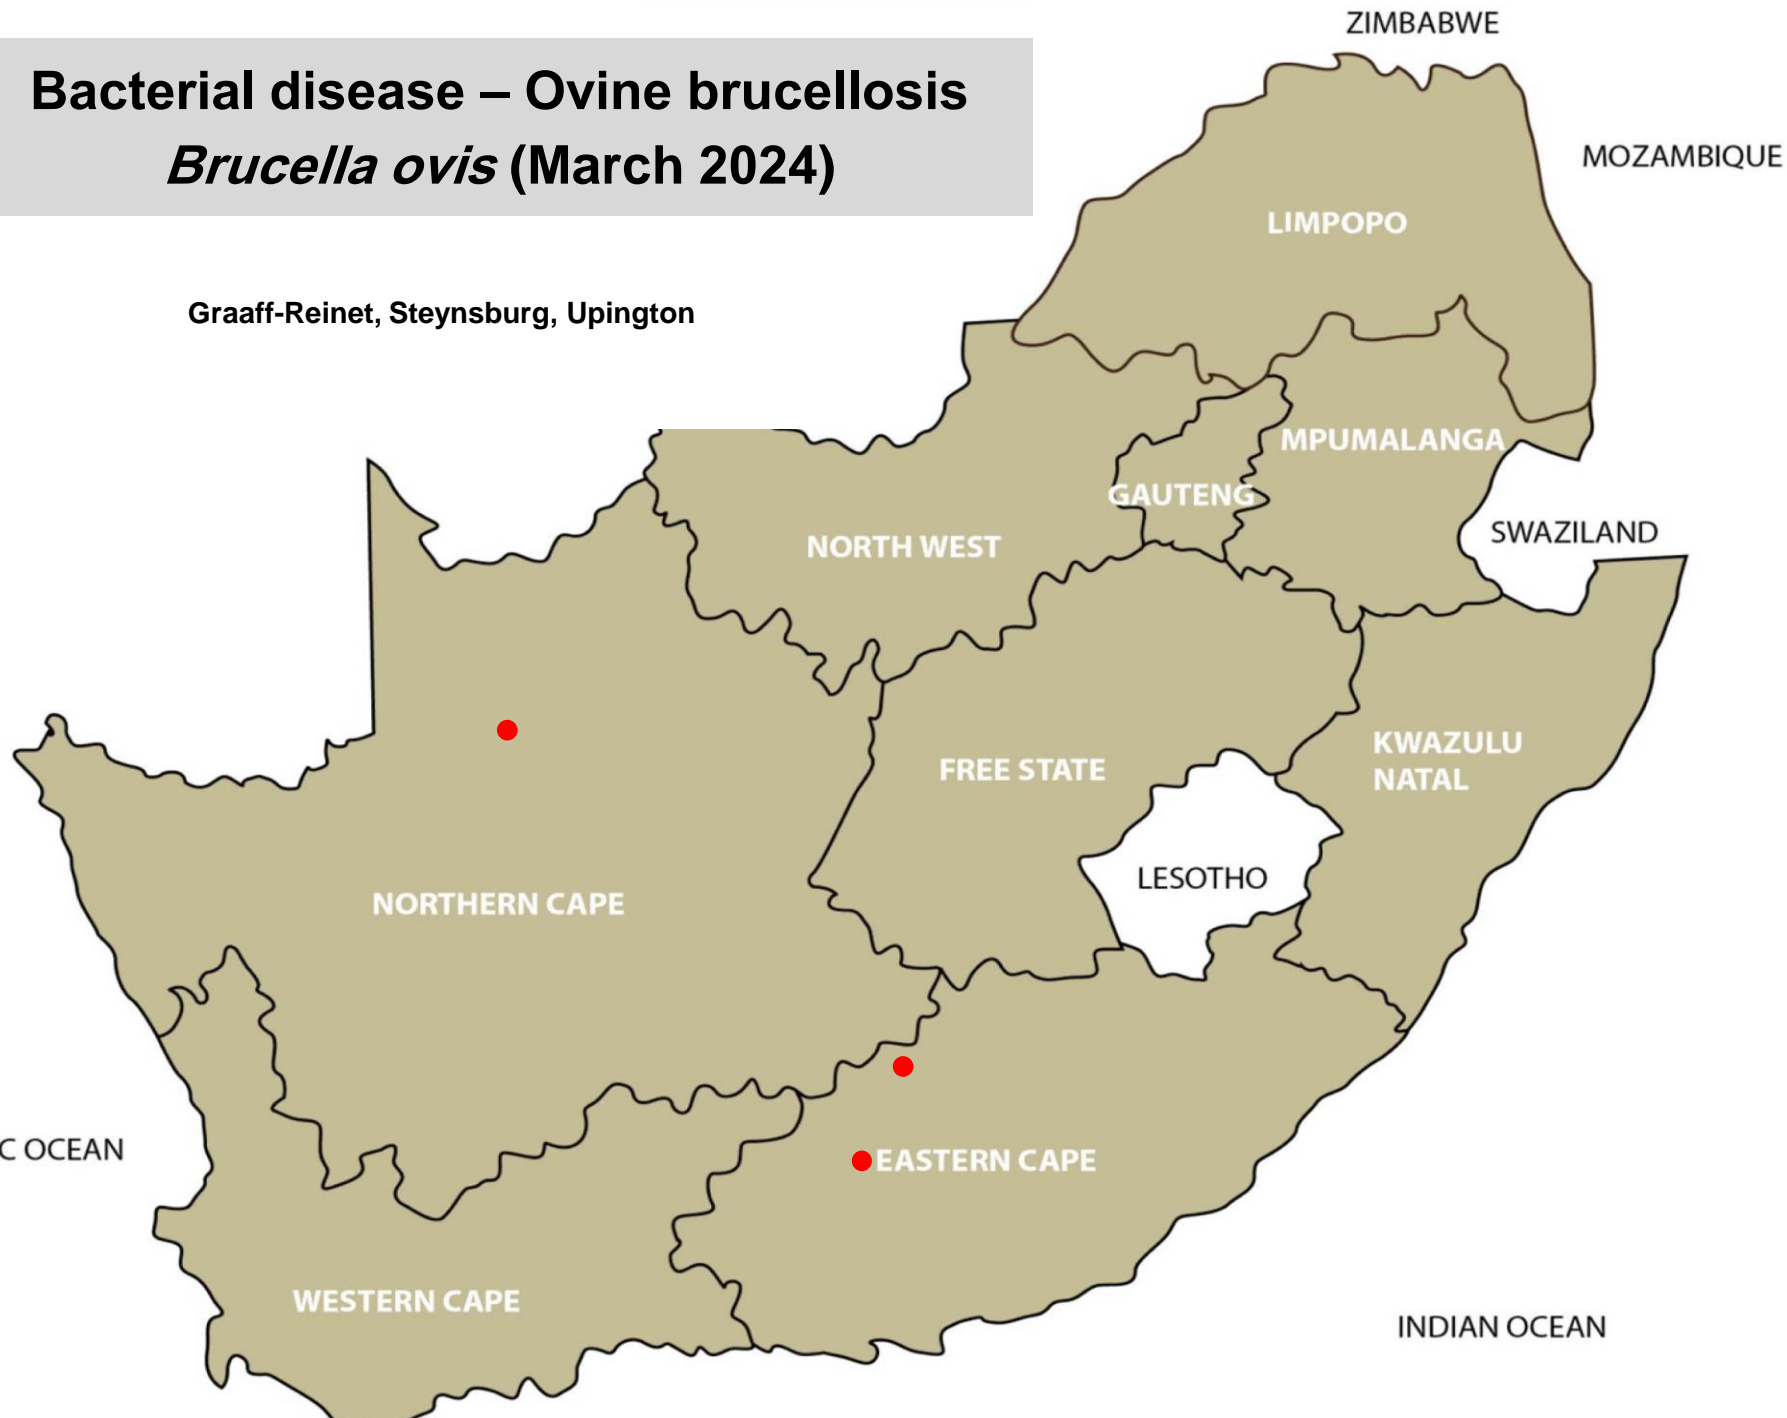 ZIMBABWE
Bacterial disease – Ovine brucellosis
Brucella ovis (March 2024)
MOZAMBIQUE
LIMPOPO
Graaff-Reinet, Steynsburg, Upington
MPUMALANGA
GAUTENG
SWAZILAND
NORTH WEST
KWAZULU
NATAL
FREE STATE
LESOTHO
NORTHERN CAPE
C OCEAN
EASTERN CAPE
WESTERN CAPE
INDIAN OCEAN